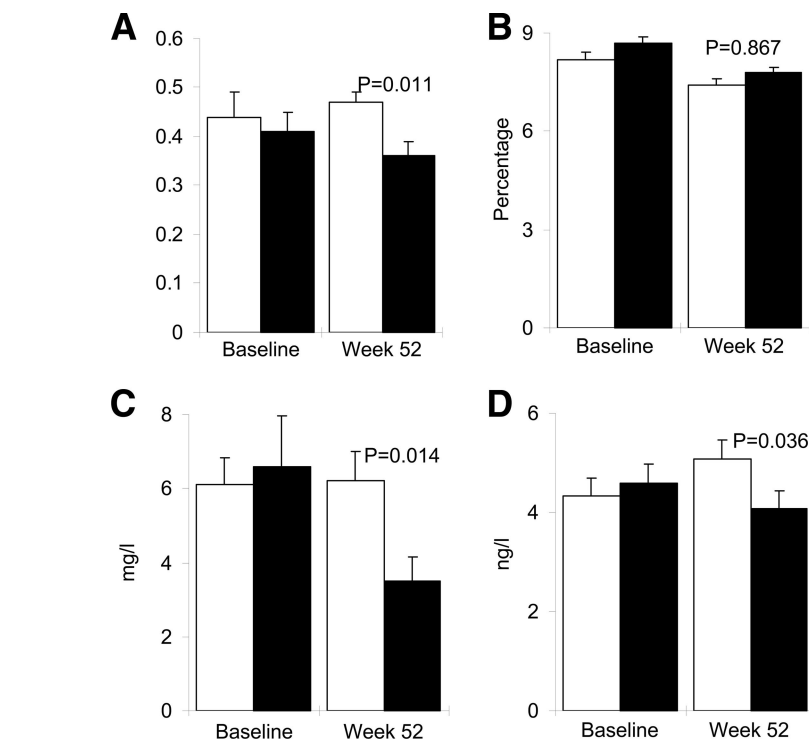 A
0.6
0.5
0.4
0.3
0.2
0.1
0
P=0.011
Baseline Week 52
B
Percentage
9
6
3
0
P=0.867
Baseline Week 52
C
mg/l
8
6
4
2
0
P=0.014
Baseline Week 52
D
ng/l
6
4
2
0
P=0.036
Baseline Week 52